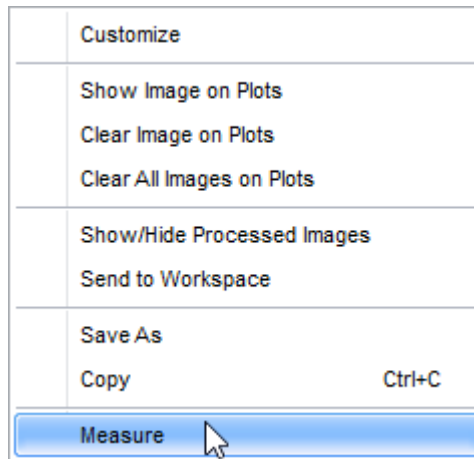 Customize
Show Image on Plots
Clear Image on Plots
Clear All Images on Plots
Show/Hide Processed Images
Send to Workspace
Save As
Copy Ctrl+C
Measure